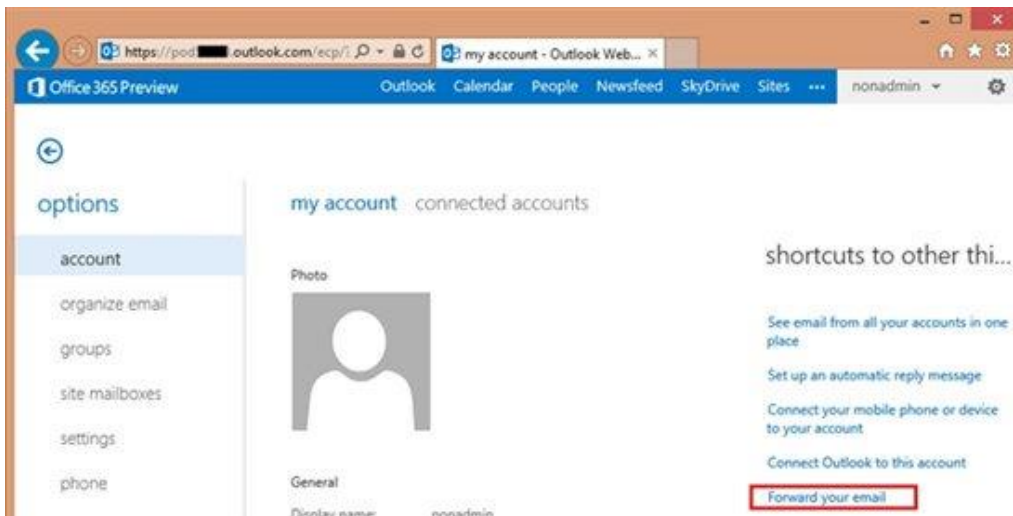 https://pod .outlook.com/ecp/
my account - Outlook Web...
Office 365 Preview
Outlook Calendar People Newsfeed SkyDrive Sites ... nonadmin
options
my account connected accounts
account
organize email
groups
site mailboxes
settings
phone
Photo
General
Display name: nonadmin
shortcuts to other thi...
See email from all your accounts in one
place
Set up an automatic reply message
Connect your mobile phone or device
to your account
Connect Outlook to this account
Forward your email